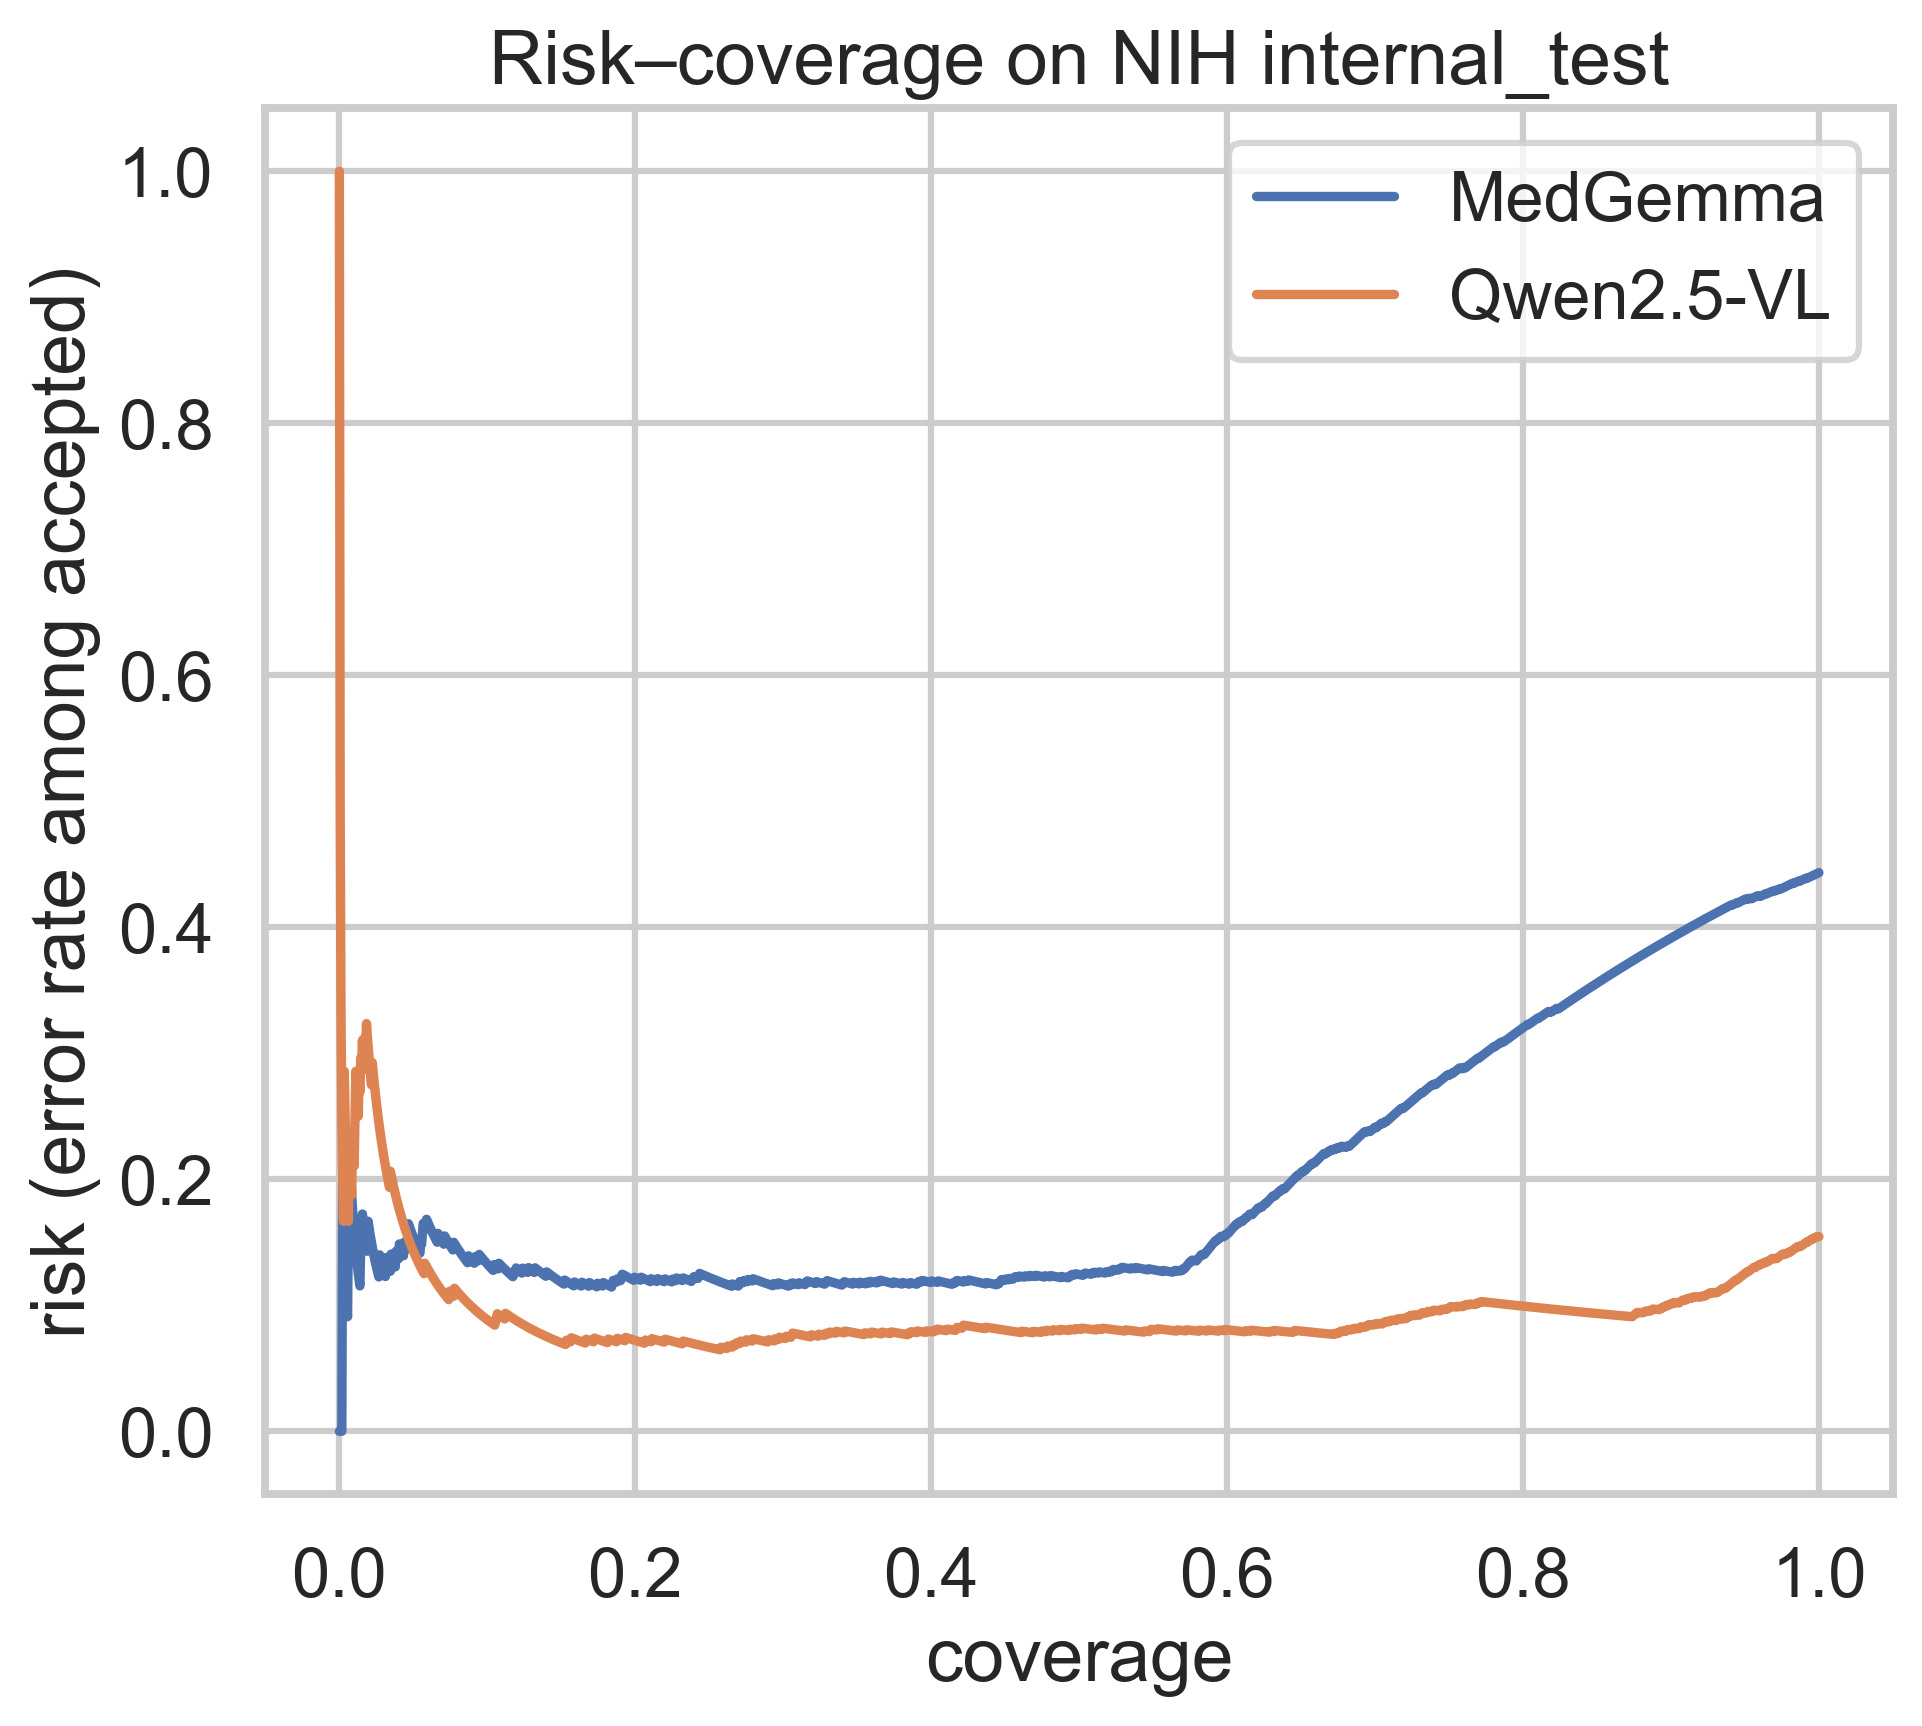 Risk–coverage on NIH internal_test
MedGemma
Qwen2.5-VL
risk (error rate among accepted)
1.0
0.8
0.6
0.4
0.2
0.0
0.0 0.2 0.4 0.6 0.8 1.0
coverage